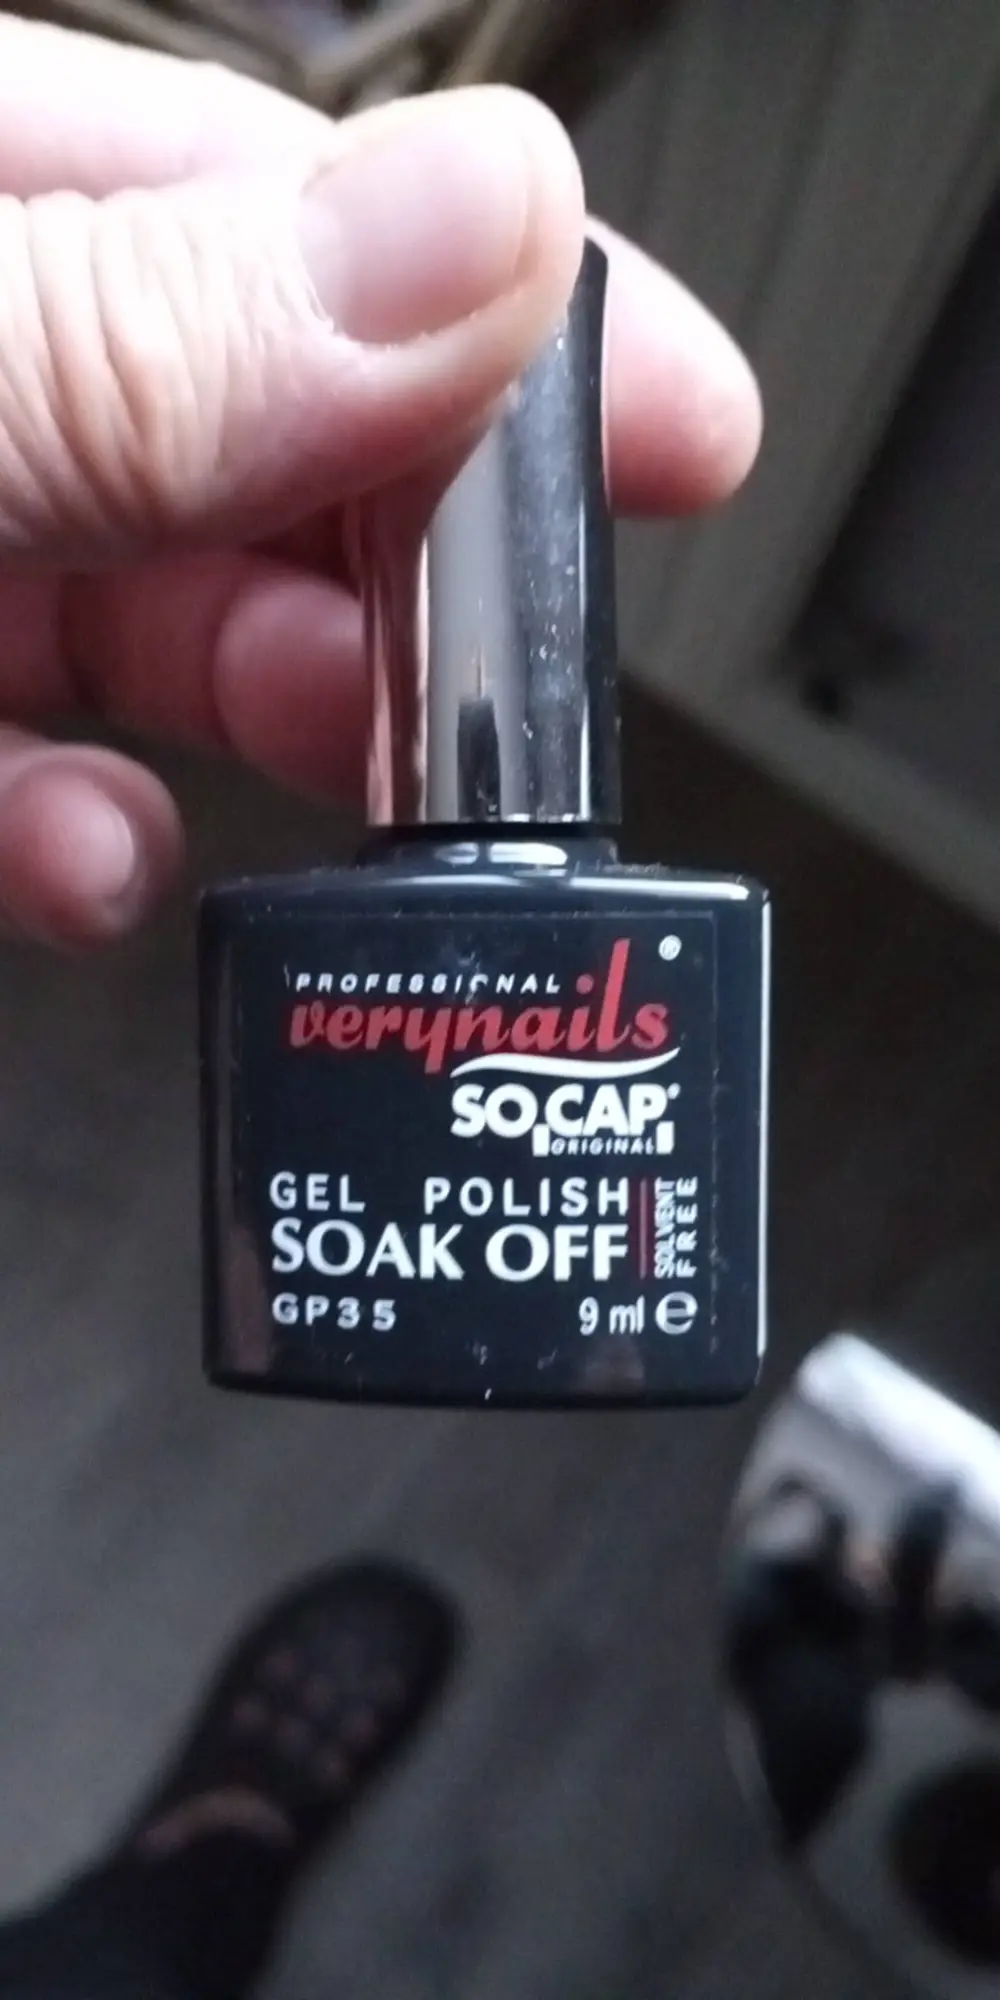 ®
PROFESSIONAL
verynails
SO.CAP.
ORIGINAL
GEL POLISH
SOAK OFF
SOLVENT
FREE
GP35 9 ml e